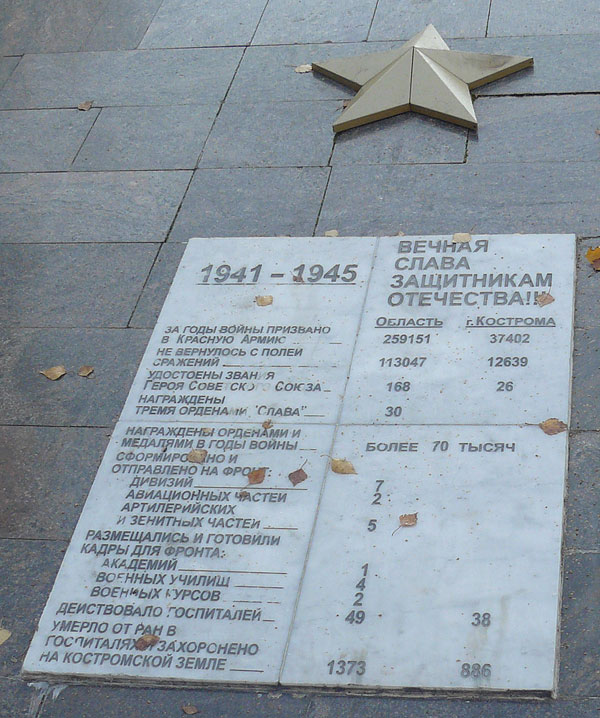 1941 – 1945
ВЕЧНАЯ
СЛАВА
ЗАЩИТНИКАМ
ОТЕЧЕСТВА!!!
ОБЛАСТЬ г.КОСТРОМА
ЗА ГОДЫ ВОЙНЫ ПРИЗВАНО
В КРАСНУЮ АРМИЮ 259151 37402
НЕ ВЕРНУЛОСЬ С ПОЛЕЙ
СРАЖЕНИЙ 113047 12639
УДОСТОЕНЫ ЗВАНИЯ
ГЕРОЯ СОВЕТСКОГО СОЮЗА 168 26
НАГРАЖДЕНЫ
ТРЕМЯ ОРДЕНАМИ "СЛАВА" 30
НАГРАЖДЕНЫ ОРДЕНАМИ И
МЕДАЛЯМИ В ГОДЫ ВОЙНЫ БОЛЕЕ 70 ТЫСЯЧ
СФОРМИРОВАНО И
ОТПРАВЛЕНО НА ФРОНТ:
ДИВИЗИЙ 7
АВИАЦИОННЫХ ЧАСТЕЙ 2
АРТИЛЕРИЙСКИХ
И ЗЕНИТНЫХ ЧАСТЕЙ 5
РАЗМЕЩАЛИСЬ И ГОТОВИЛИ
КАДРЫ ДЛЯ ФРОНТА:
АКАДЕМИЙ 1
ВОЕННЫХ УЧИЛИЩ 4
ВОЕННЫХ КУРСОВ 2
ДЕЙСТВОВАЛО ГОСПИТАЛЕЙ 49 38
УМЕРЛО ОТ РАН В
ГОСПИТАЛЯХ И ЗАХОРОНЕНО
НА КОСТРОМСКОЙ ЗЕМЛЕ 1373 886